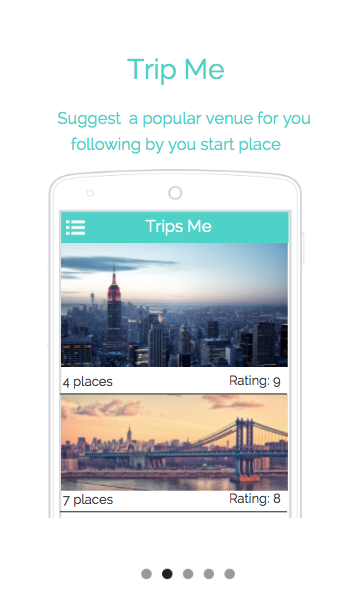 Trip Me
Suggest a popular venue for you
following by you start place
Trips Me
4 places Rating: 9
7 places Rating: 8